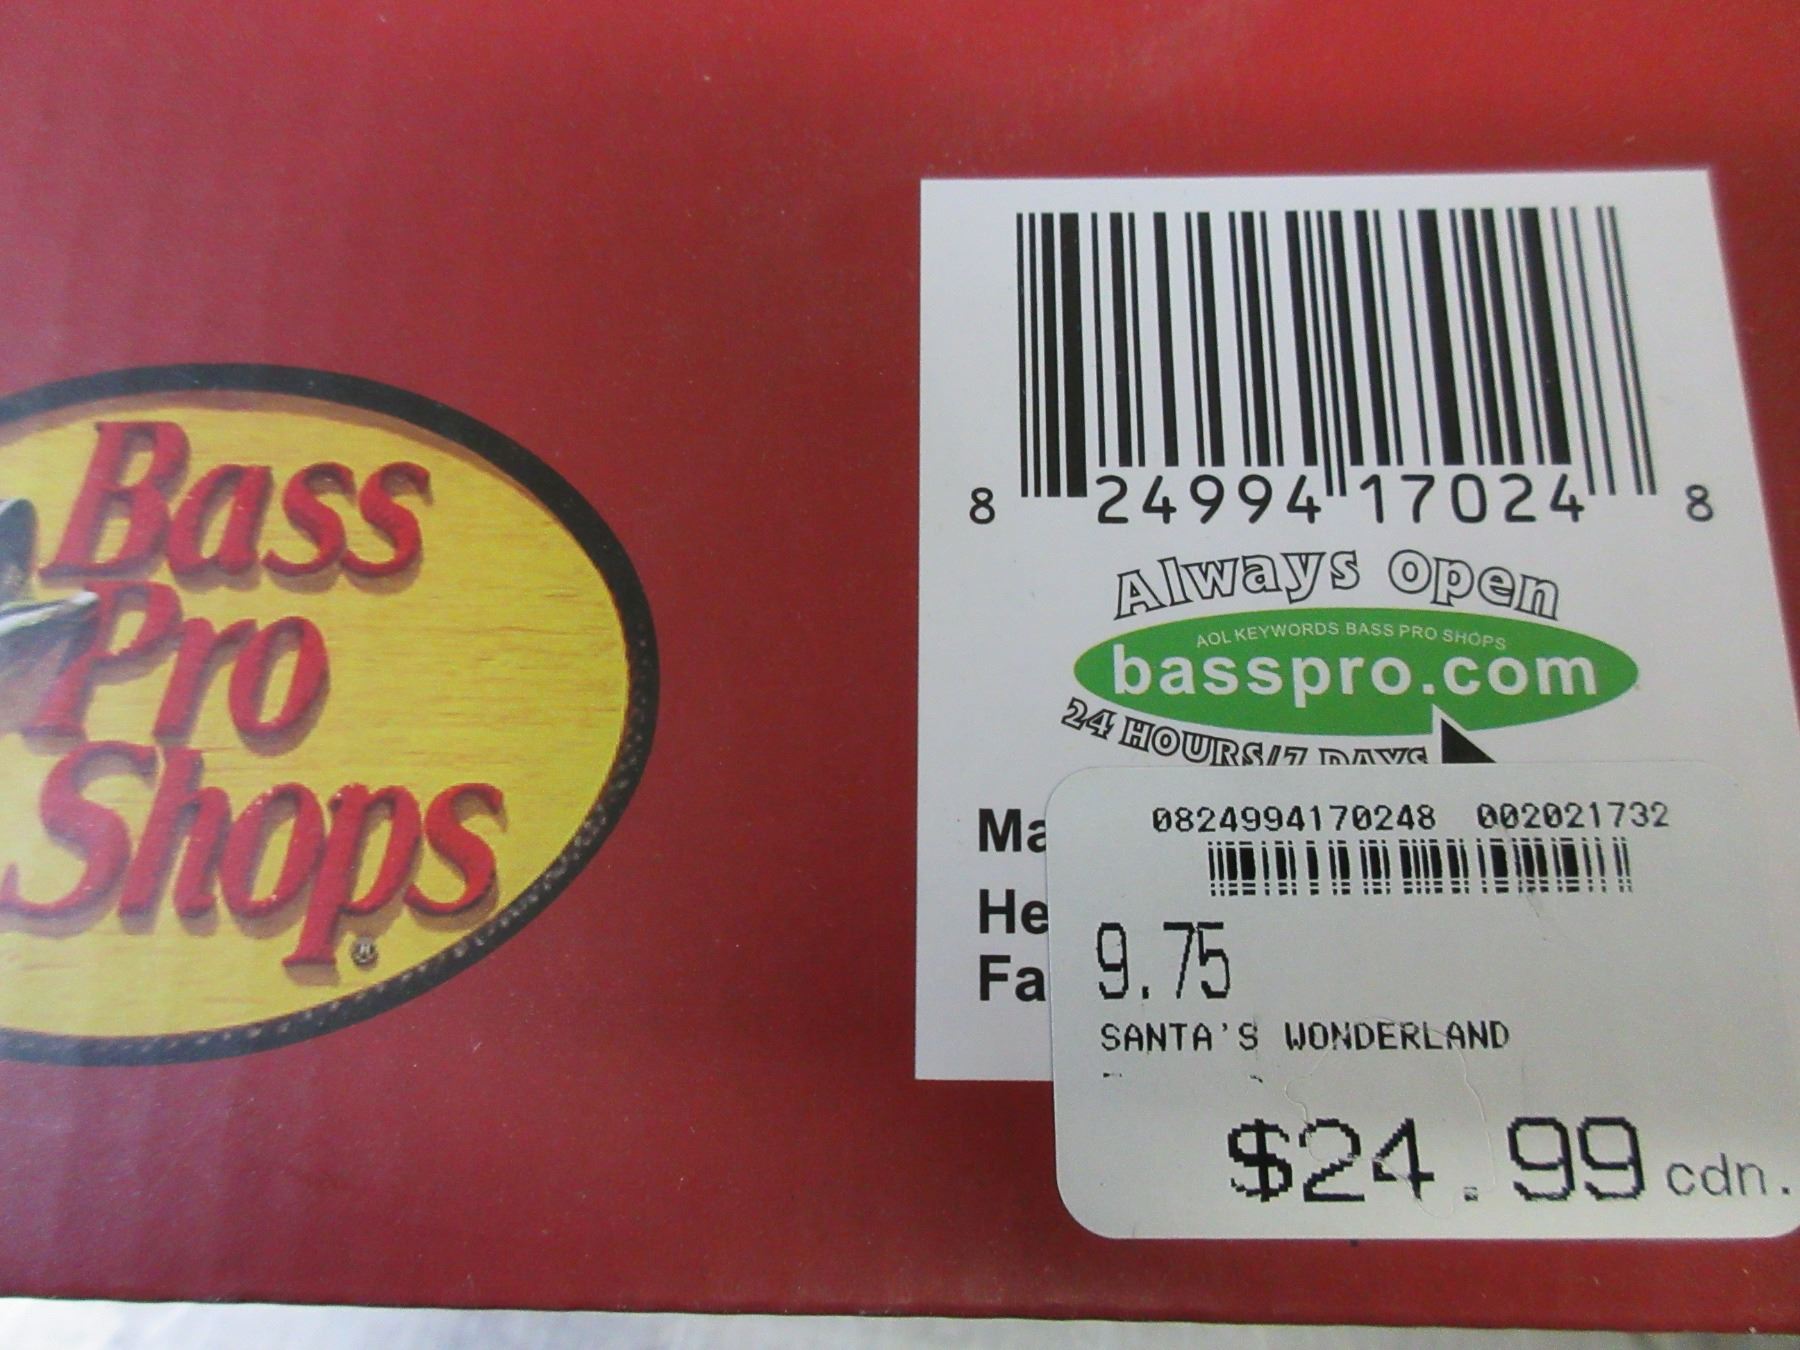 Bass
Pro
Shops
®
8 24994 17024 8
Always Open
AOL KEYWORDS BASS PRO SHOPS
basspro.com
24 HOURS/7 DAYS
Ma
He
Fa
0824994170248 002021732
9.75
SANTA'S WONDERLAND
$24.99 cdn.